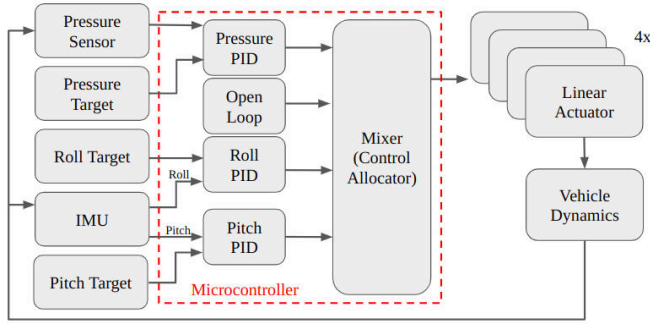 Pressure
Sensor
Pressure
Target
Roll Target
IMU
Pitch Target
Roll
Pitch
Pressure
PID
Open
Loop
Roll
PID
Pitch
PID
Microcontroller
Mixer
(Control
Allocator)
4x
Linear
Actuator
Vehicle
Dynamics